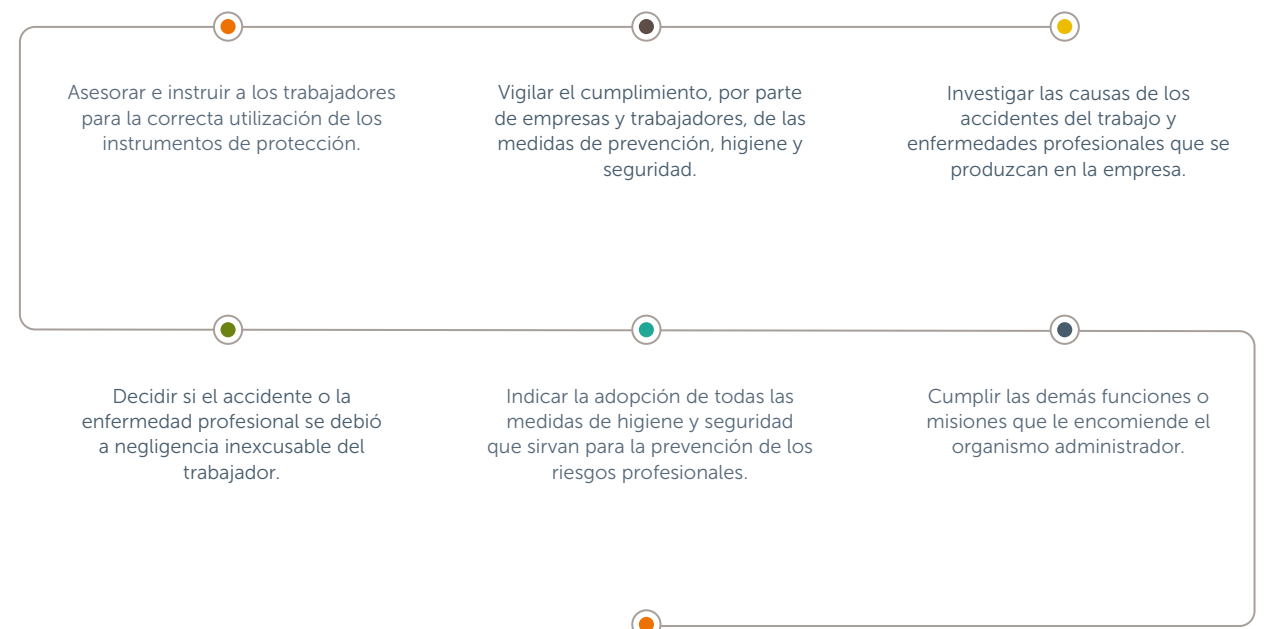 Asesorar e instruir a los trabajadores
para la correcta utilización de los
instrumentos de protección.
Vigilar el cumplimiento, por parte
de empresas y trabajadores, de las
medidas de prevención, higiene y
seguridad.
Investigar las causas de los
accidentes del trabajo y
enfermedades profesionales que se
produzcan en la empresa.
Decidir si el accidente o la
enfermedad profesional se debió
a negligencia inexcusable del
trabajador.
Indicar la adopción de todas las
medidas de higiene y seguridad
que sirvan para la prevención de los
riesgos profesionales.
Cumplir las demás funciones o
misiones que le encomiende el
organismo administrador.